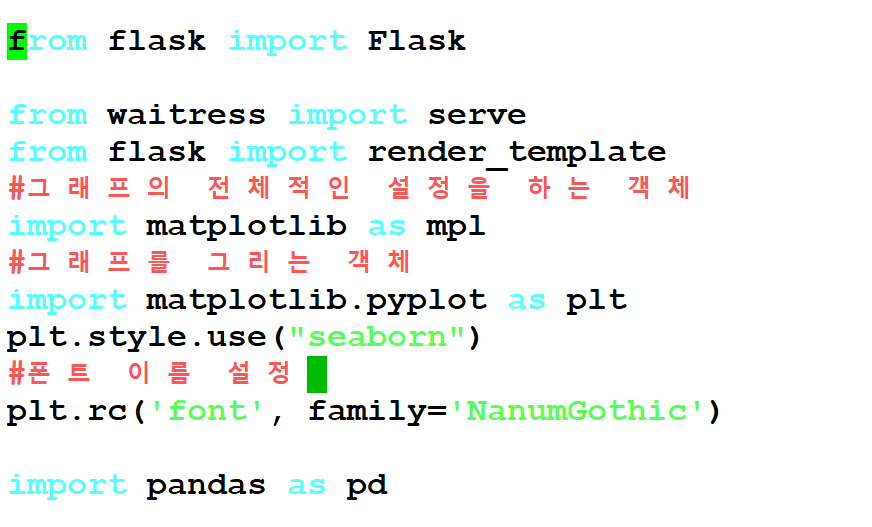 from flask import Flask
from waitress import serve
from flask import render_template
#그래프의 전체적인 설정을 하는 객체
import matplotlib as mpl
#그래프를 그리는 객체
import matplotlib.pyplot as plt
plt.style.use("seaborn")
#폰트 이름 설정
plt.rc('font', family='NanumGothic')
import pandas as pd